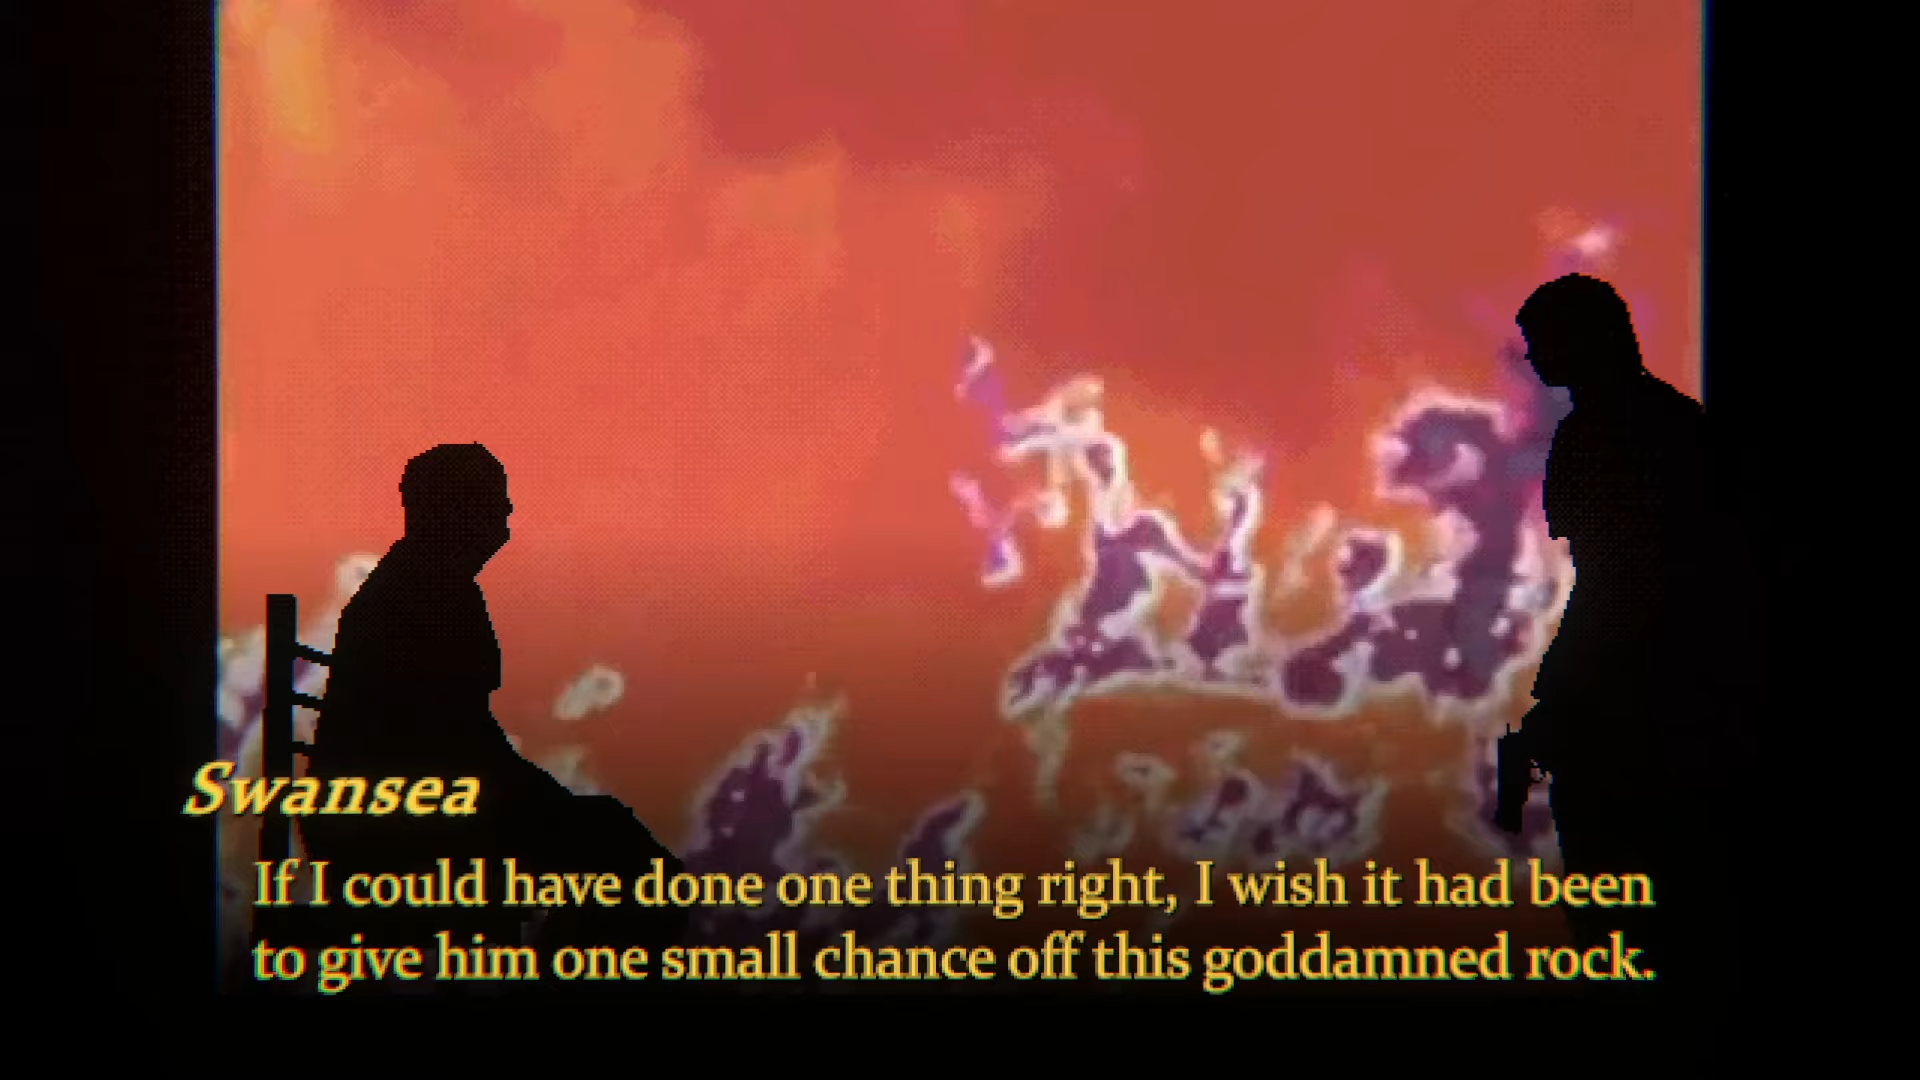 Swansea
If I could have done one thing right, I wish it had been
to give him one small chance off this goddamned rock.